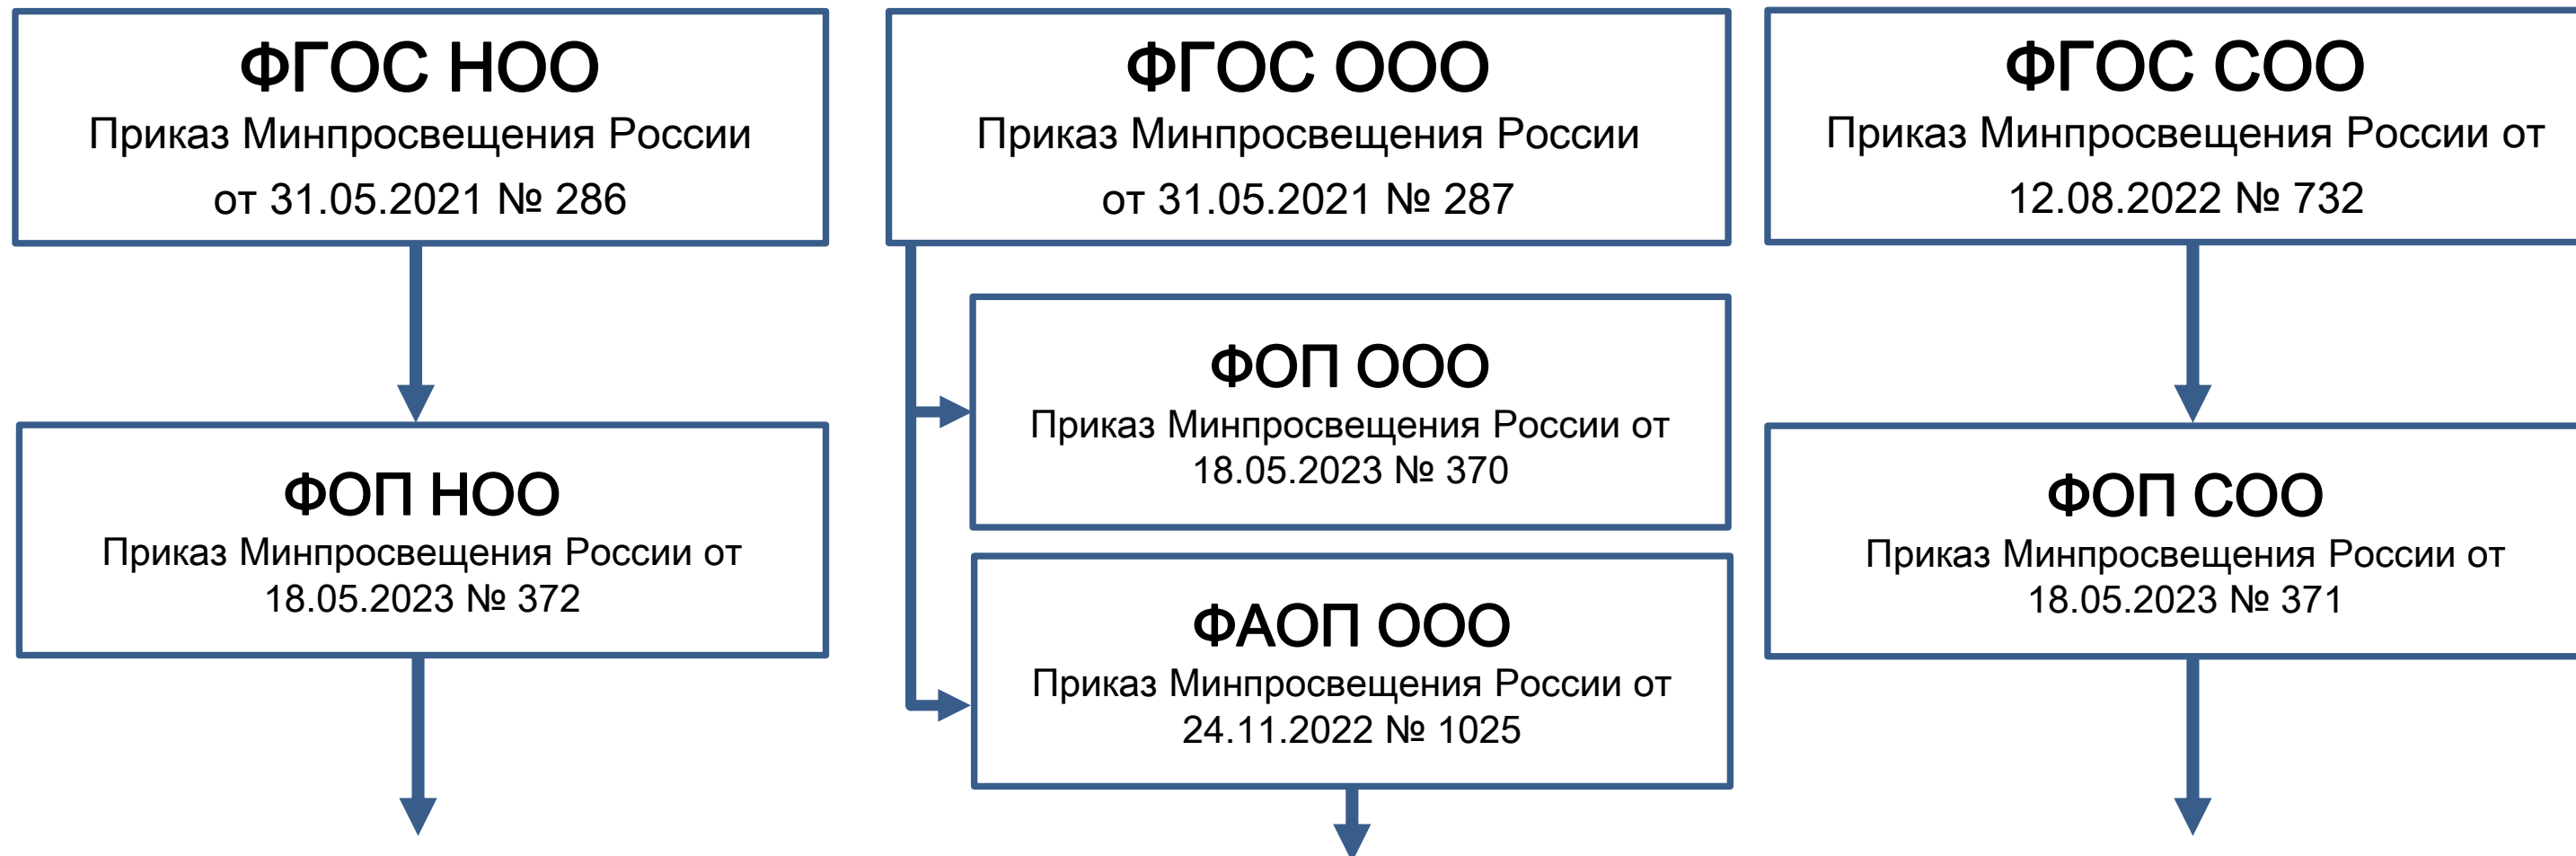 ФГОС НОО
Приказ Минпросвещения России
от 31.05.2021 № 286
ФГОС ООО
Приказ Минпросвещения России
от 31.05.2021 № 287
ФГОС СОО
Приказ Минпросвещения России от
12.08.2022 № 732
ФОП НОО
Приказ Минпросвещения России от
18.05.2023 № 372
ФОП ООО
Приказ Минпросвещения России от
18.05.2023 № 370
ФАОП ООО
Приказ Минпросвещения России от
24.11.2022 № 1025
ФОП СОО
Приказ Минпросвещения России от
18.05.2023 № 371